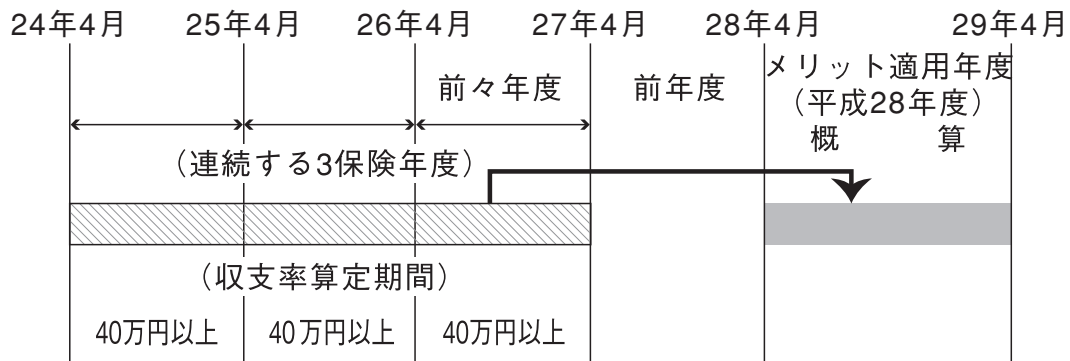 24年4月 25年4月 26年4月 27年4月 28年4月 29年4月
前々年度 前年度 メリット適用年度
(平成28年度)
概 算
(連続する3保険年度)
(収支率算定期間)
40万円以上 40万円以上 40万円以上